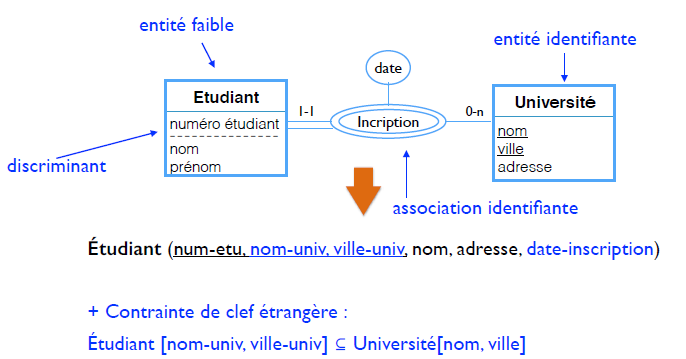 entité faible
entité identifiante
date
Etudiant
numéro étudiant
nom
prénom
1-1
Incription
0-n
Université
nom
ville
adresse
discriminant
association identifiante
Étudiant (num-etu, nom-univ, ville-univ, nom, adresse, date-inscription)
+ Contrainte de clef étrangère :
Étudiant [nom-univ, ville-univ] ⊆ Université[nom, ville]